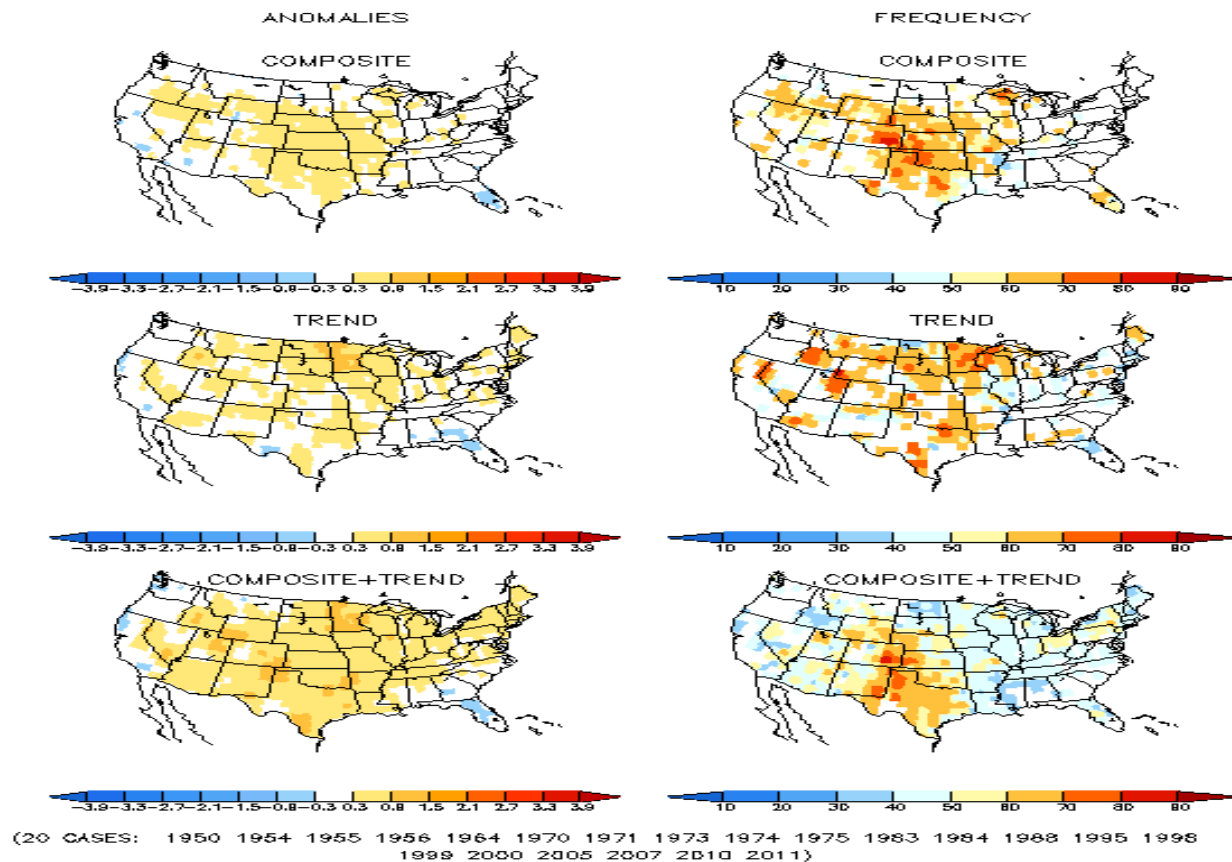 ANOMALIES FREQUENCY
COMPOSITE COMPOSITE
-3.9 -3.3 -2.7 -2.1 -1.5 -0.8 -0.3 0.3 0.8 1.5 2.1 2.7 3.3 3.9
10 20 30 40 50 60 70 80 90
TREND TREND
-3.9 -3.3 -2.7 -2.1 -1.5 -0.8 -0.3 0.3 0.8 1.5 2.1 2.7 3.3 3.9
10 20 30 40 50 60 70 80 90
COMPOSITE+TREND COMPOSITE+TREND
-3.9 -3.3 -2.7 -2.1 -1.5 -0.8 -0.3 0.3 0.8 1.5 2.1 2.7 3.3 3.9
10 20 30 40 50 60 70 80 90
(20 CASES: 1950 1954 1955 1956 1964 1970 1971 1973 1974 1975 1983 1984 1988 1995 1998
1999 2000 2005 2007 2010 2011)